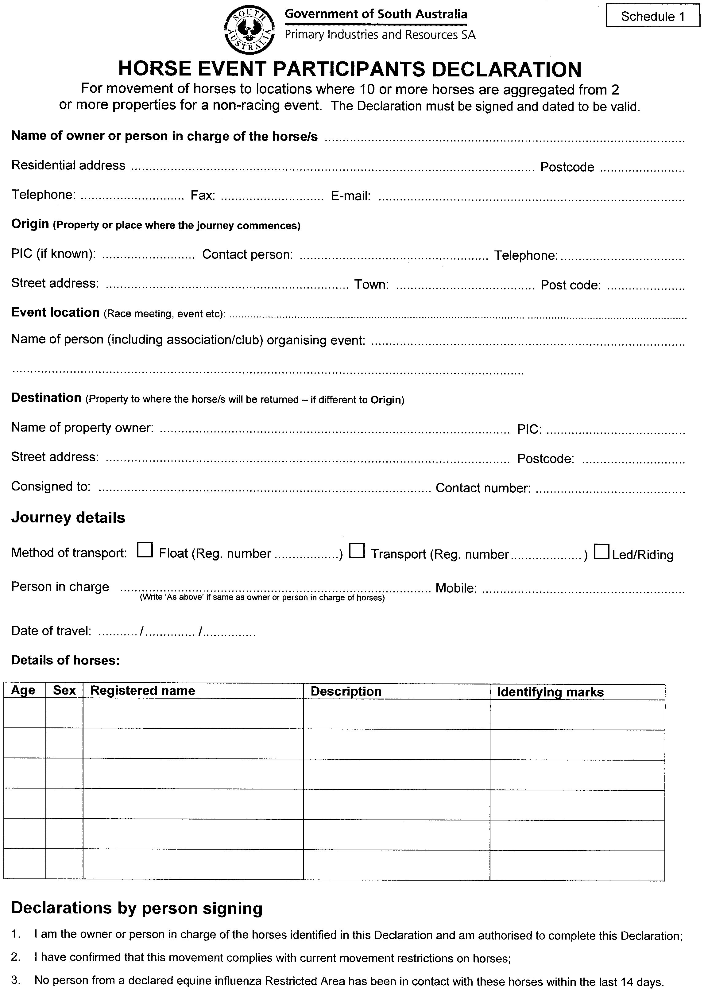 SOUTH AUSTRALIA
Government of South Australia
Primary Industries and Resources SA
Schedule 1
HORSE EVENT PARTICIPANTS DECLARATION
For movement of horses to locations where 10 or more horses are aggregated from 2
or more properties for a non-racing event. The Declaration must be signed and dated to be valid.
Name of owner or person in charge of the horse/s ........................................
Residential address ........................................ Postcode ....................
Telephone: .................... Fax: .................... E-mail: ........................................
Origin (Property or place where the journey commences)
PIC (if known): .................... Contact person: .............................. Telephone: ....................
Street address: ........................................ Town: .............................. Post code: ....................
Event location (Race meeting, event etc): ........................................
Name of person (including association/club) organising event: ........................................
........................................
Destination (Property to where the horse/s will be returned – if different to Origin)
Name of property owner: ........................................ PIC: ....................
Street address: ........................................ Postcode: ....................
Consigned to: ........................................ Contact number: ....................
Journey details
Method of transport: ☐ Float (Reg. number ..................) ☐ Transport (Reg. number.................... ) ☐ Led/Riding
Person in charge ........................................ Mobile: ........................................
(Write 'As above' if same as owner or person in charge of horses)
Date of travel: ........... /.............. /...............
Details of horses:
Age Sex Registered name Description Identifying marks
Declarations by person signing
1. I am the owner or person in charge of the horses identified in this Declaration and am authorised to complete this Declaration;
2. I have confirmed that this movement complies with current movement restrictions on horses;
3. No person from a declared equine influenza Restricted Area has been in contact with these horses within the last 14 days.